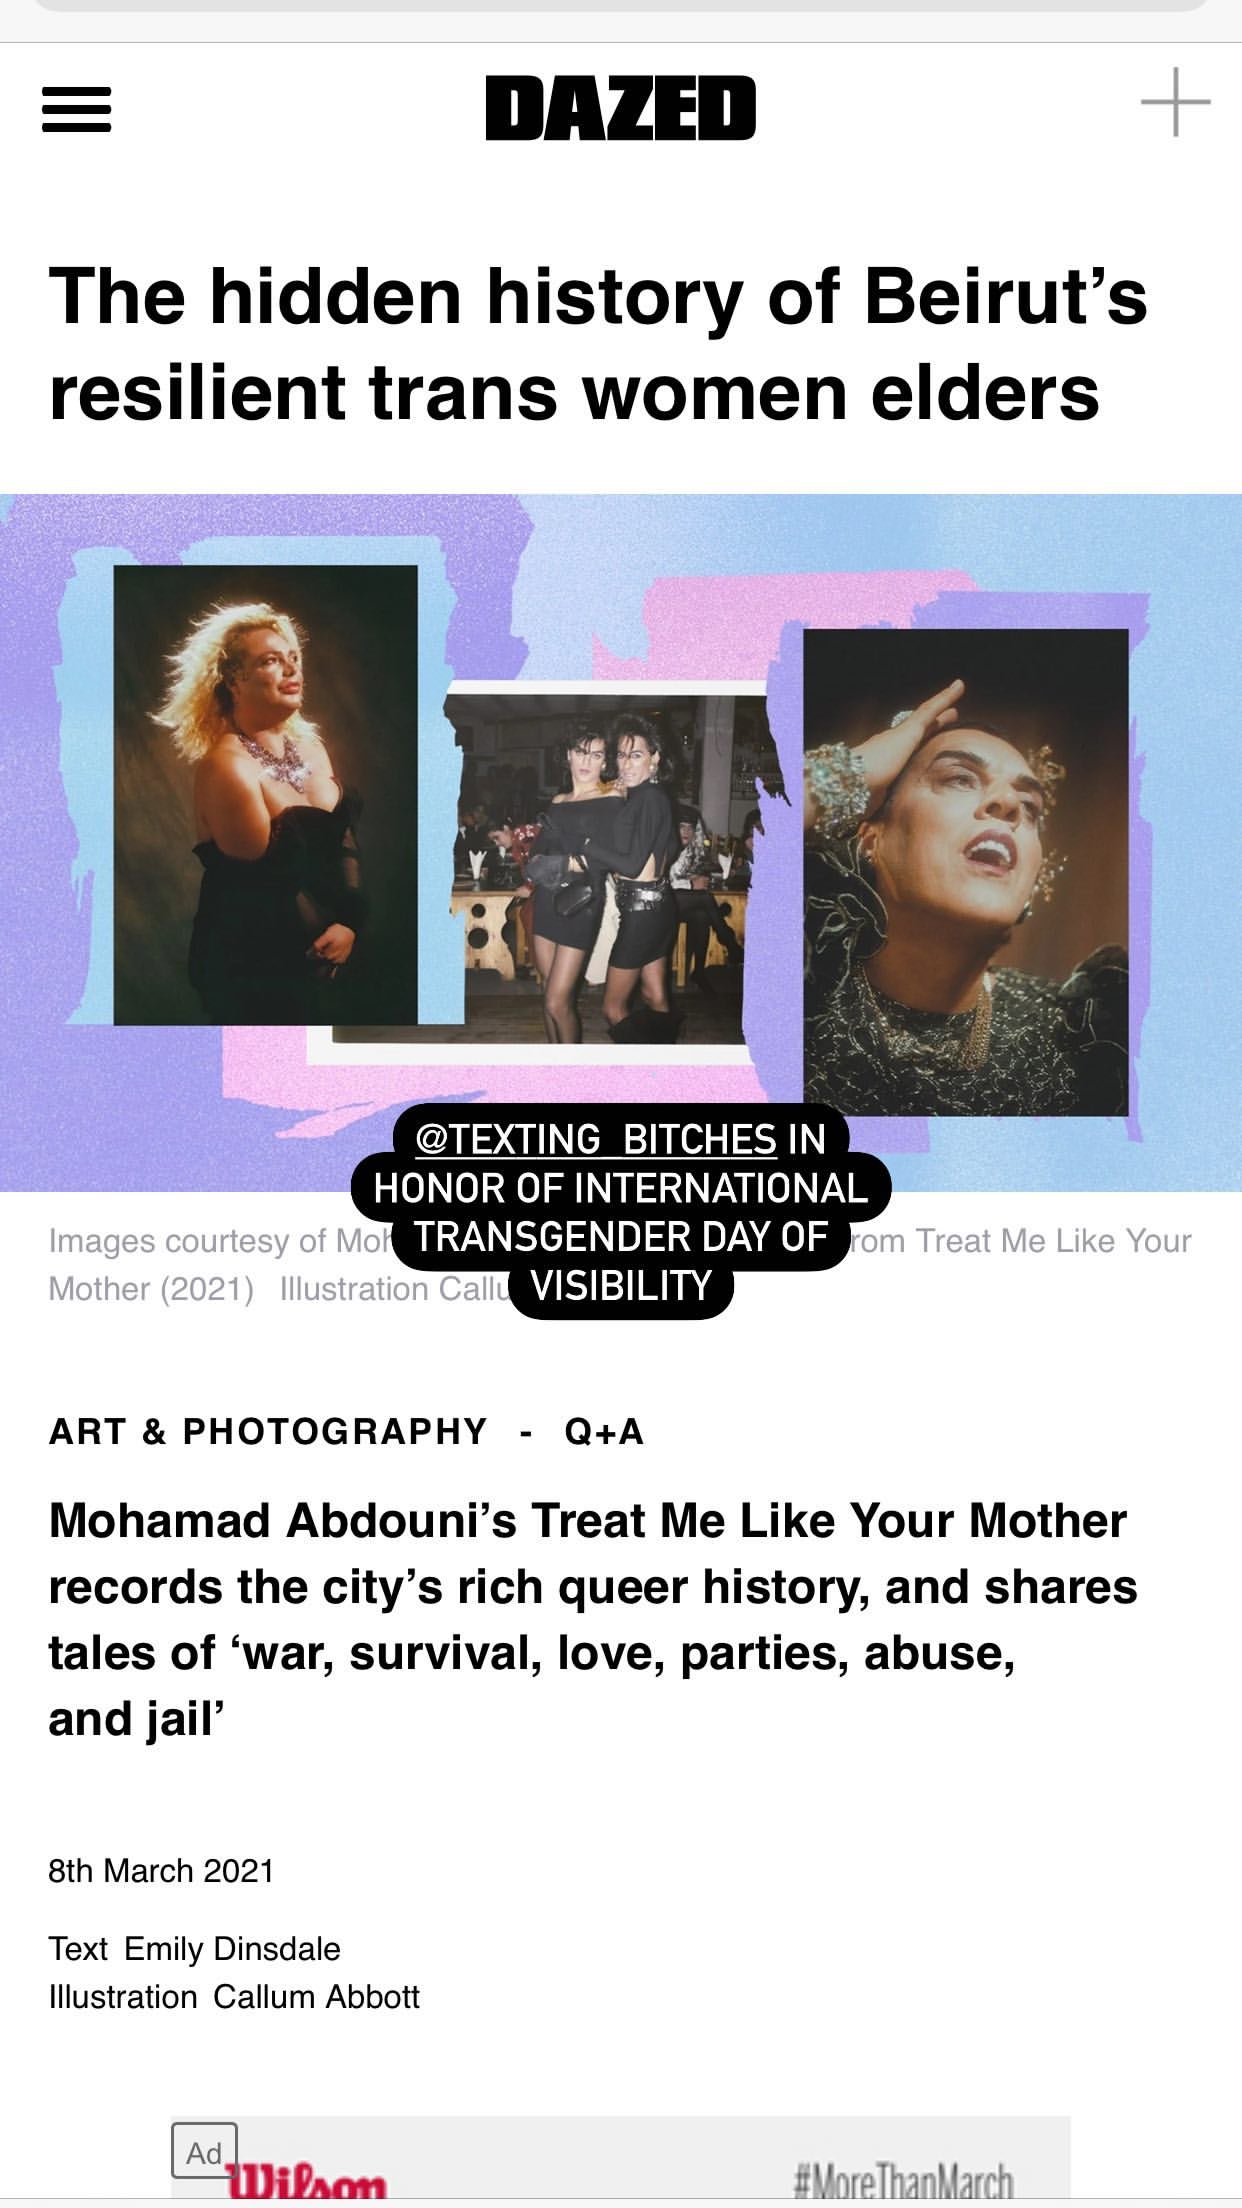 DAZED
The hidden history of Beirut’s
resilient trans women elders
@TEXTING_BITCHES IN
HONOR OF INTERNATIONAL
TRANSGENDER DAY OF
VISIBILITY
Images courtesy of rom Treat Me Like Your
Mother (2021) Illustration
ART & PHOTOGRAPHY - Q+A
Mohamad Abdouni’s Treat Me Like Your Mother
records the city’s rich queer history, and shares
tales of ‘war, survival, love, parties, abuse,
and jail’
8th March 2021
Text Emily Dinsdale
Illustration Callum Abbott
Ad
Wilson
#MoreThanMarch